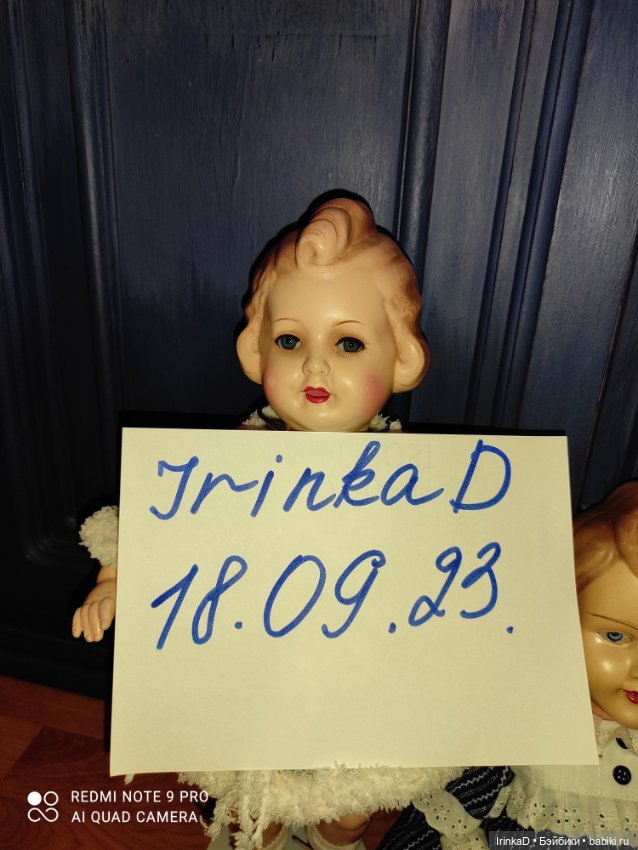 IrinkaD
18.09.23.
REDMI NOTE 9 PRO
AI QUAD CAMERA
IrinkaD • Бэйбики • babiki.ru